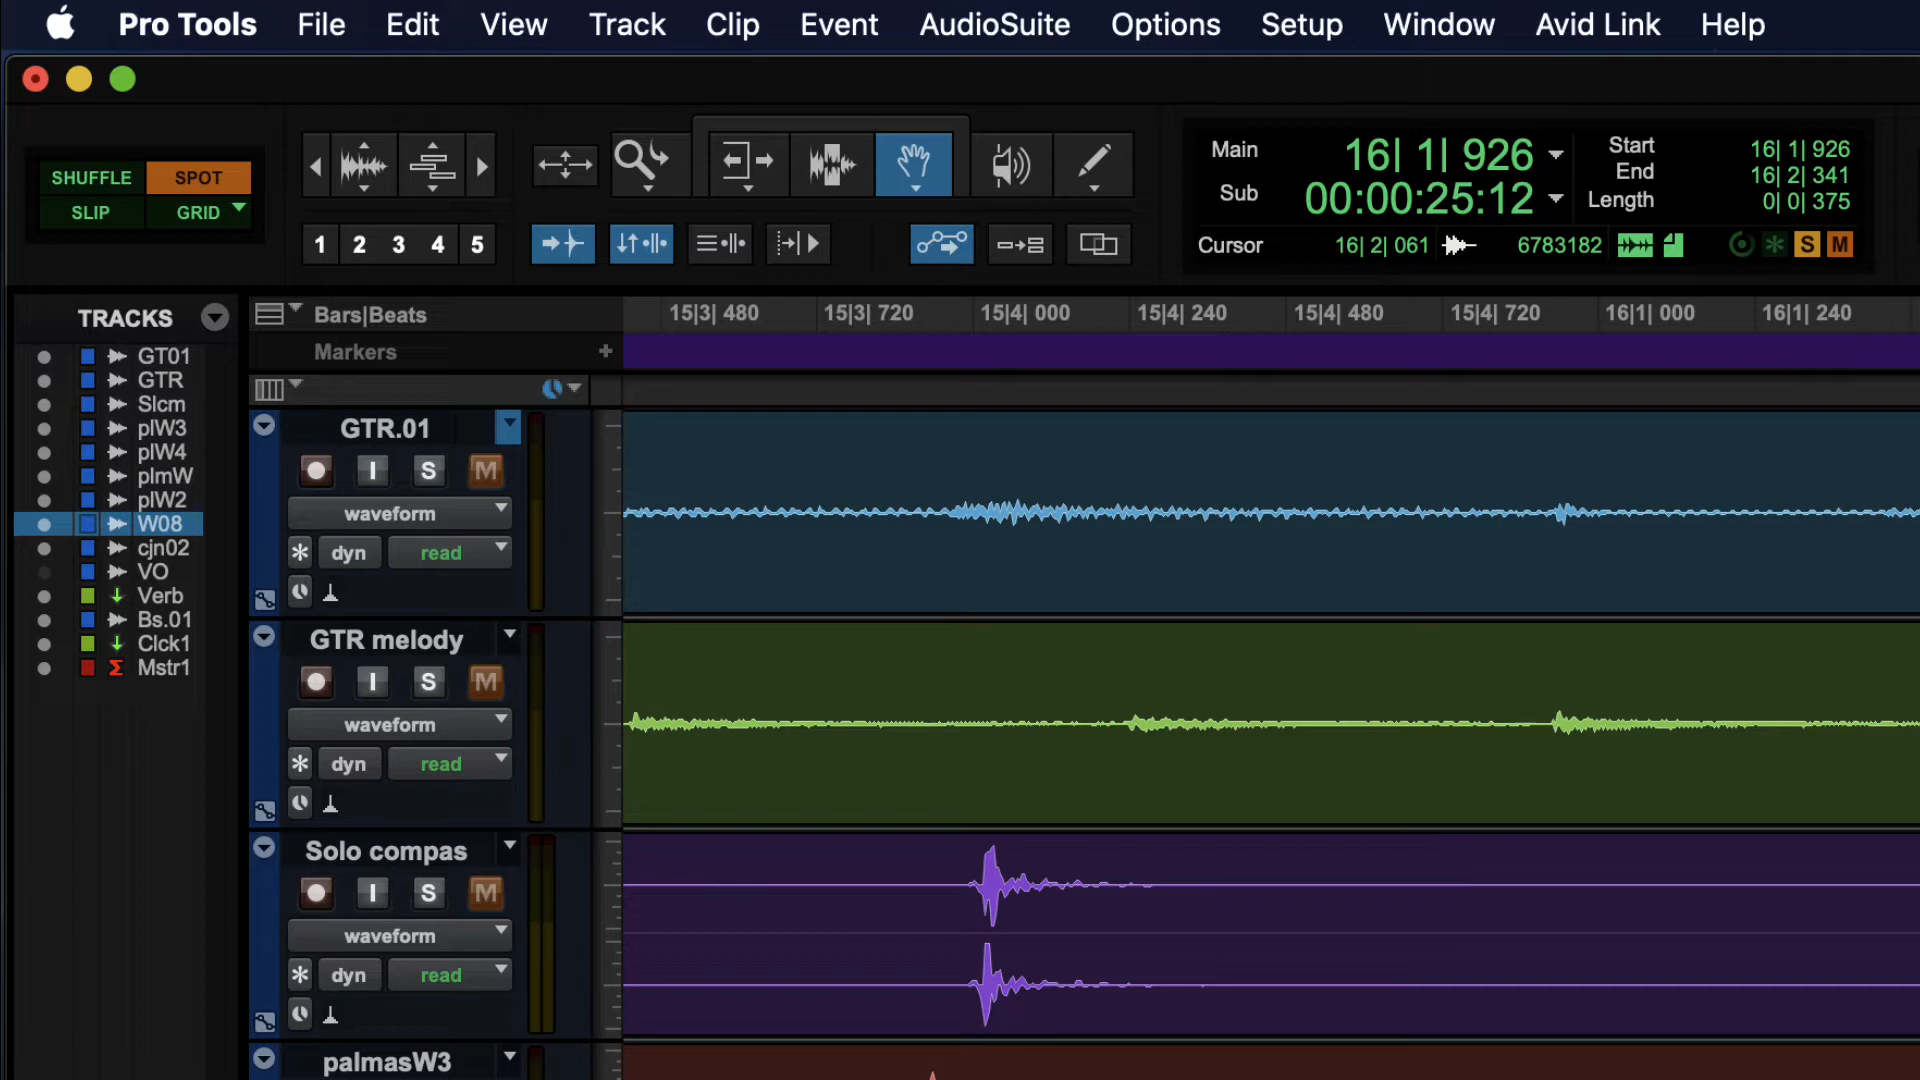 Pro Tools File Edit View Track Clip Event AudioSuite Options Setup Window Avid Link Help
SHUFFLE SPOT
SLIP GRID
1 2 3 4 5
Main 16| 1| 926
Sub 00:00:25:12
Start 16| 1| 926
End 16| 2| 341
Length 0| 0| 375
Cursor 16| 2| 061 6783182 S M
TRACKS
GT01
GTR
Slcm
plW3
plW4
plmW
plW2
W08
cjn02
VO
Verb
Bs.01
Clck1
Mstr1
Bars|Beats 15|3| 480 15|3| 720 15|4| 000 15|4| 240 15|4| 480 15|4| 720 16|1| 000 16|1| 240
Markers +
GTR.01
I S M
waveform
dyn read
GTR melody
I S M
waveform
dyn read
Solo compas
I S M
waveform
dyn read
palmasW3